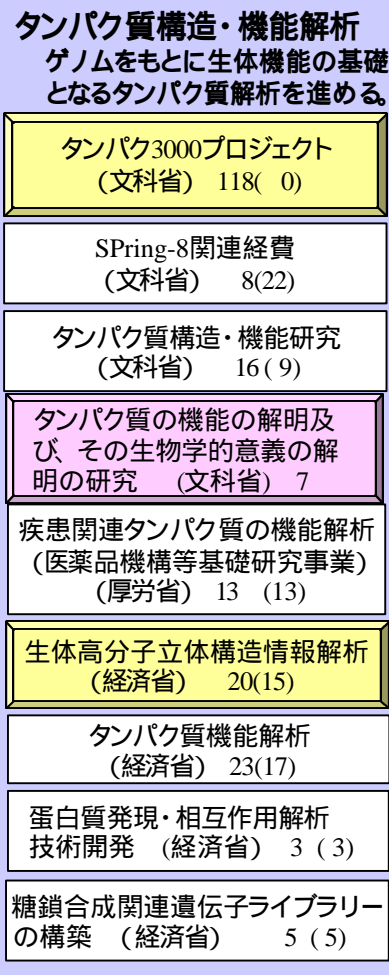 タンパク質構造・機能解析
ゲノムをもとに生体機能の基礎
となるタンパク質解析を進める。
タンパク3000プロジェクト
(文科省) 118( 0)
SPring-8関連経費
(文科省) 8(22)
タンパク質構造・機能研究
(文科省) 16( 9)
タンパク質の機能の解明及
び、その生物学的意義の解
明の研究 (文科省) 7
疾患関連タンパク質の機能解析
(医薬品機構等基礎研究事業)
(厚労省) 13 (13)
生体高分子立体構造情報解析
(経済省) 20(15)
タンパク質機能解析
(経済省) 23(17)
蛋白質発現・相互作用解析
技術開発 (経済省) 3 ( 3)
糖鎖合成関連遺伝子ライブラリー
の構築 (経済省) 5 ( 5)